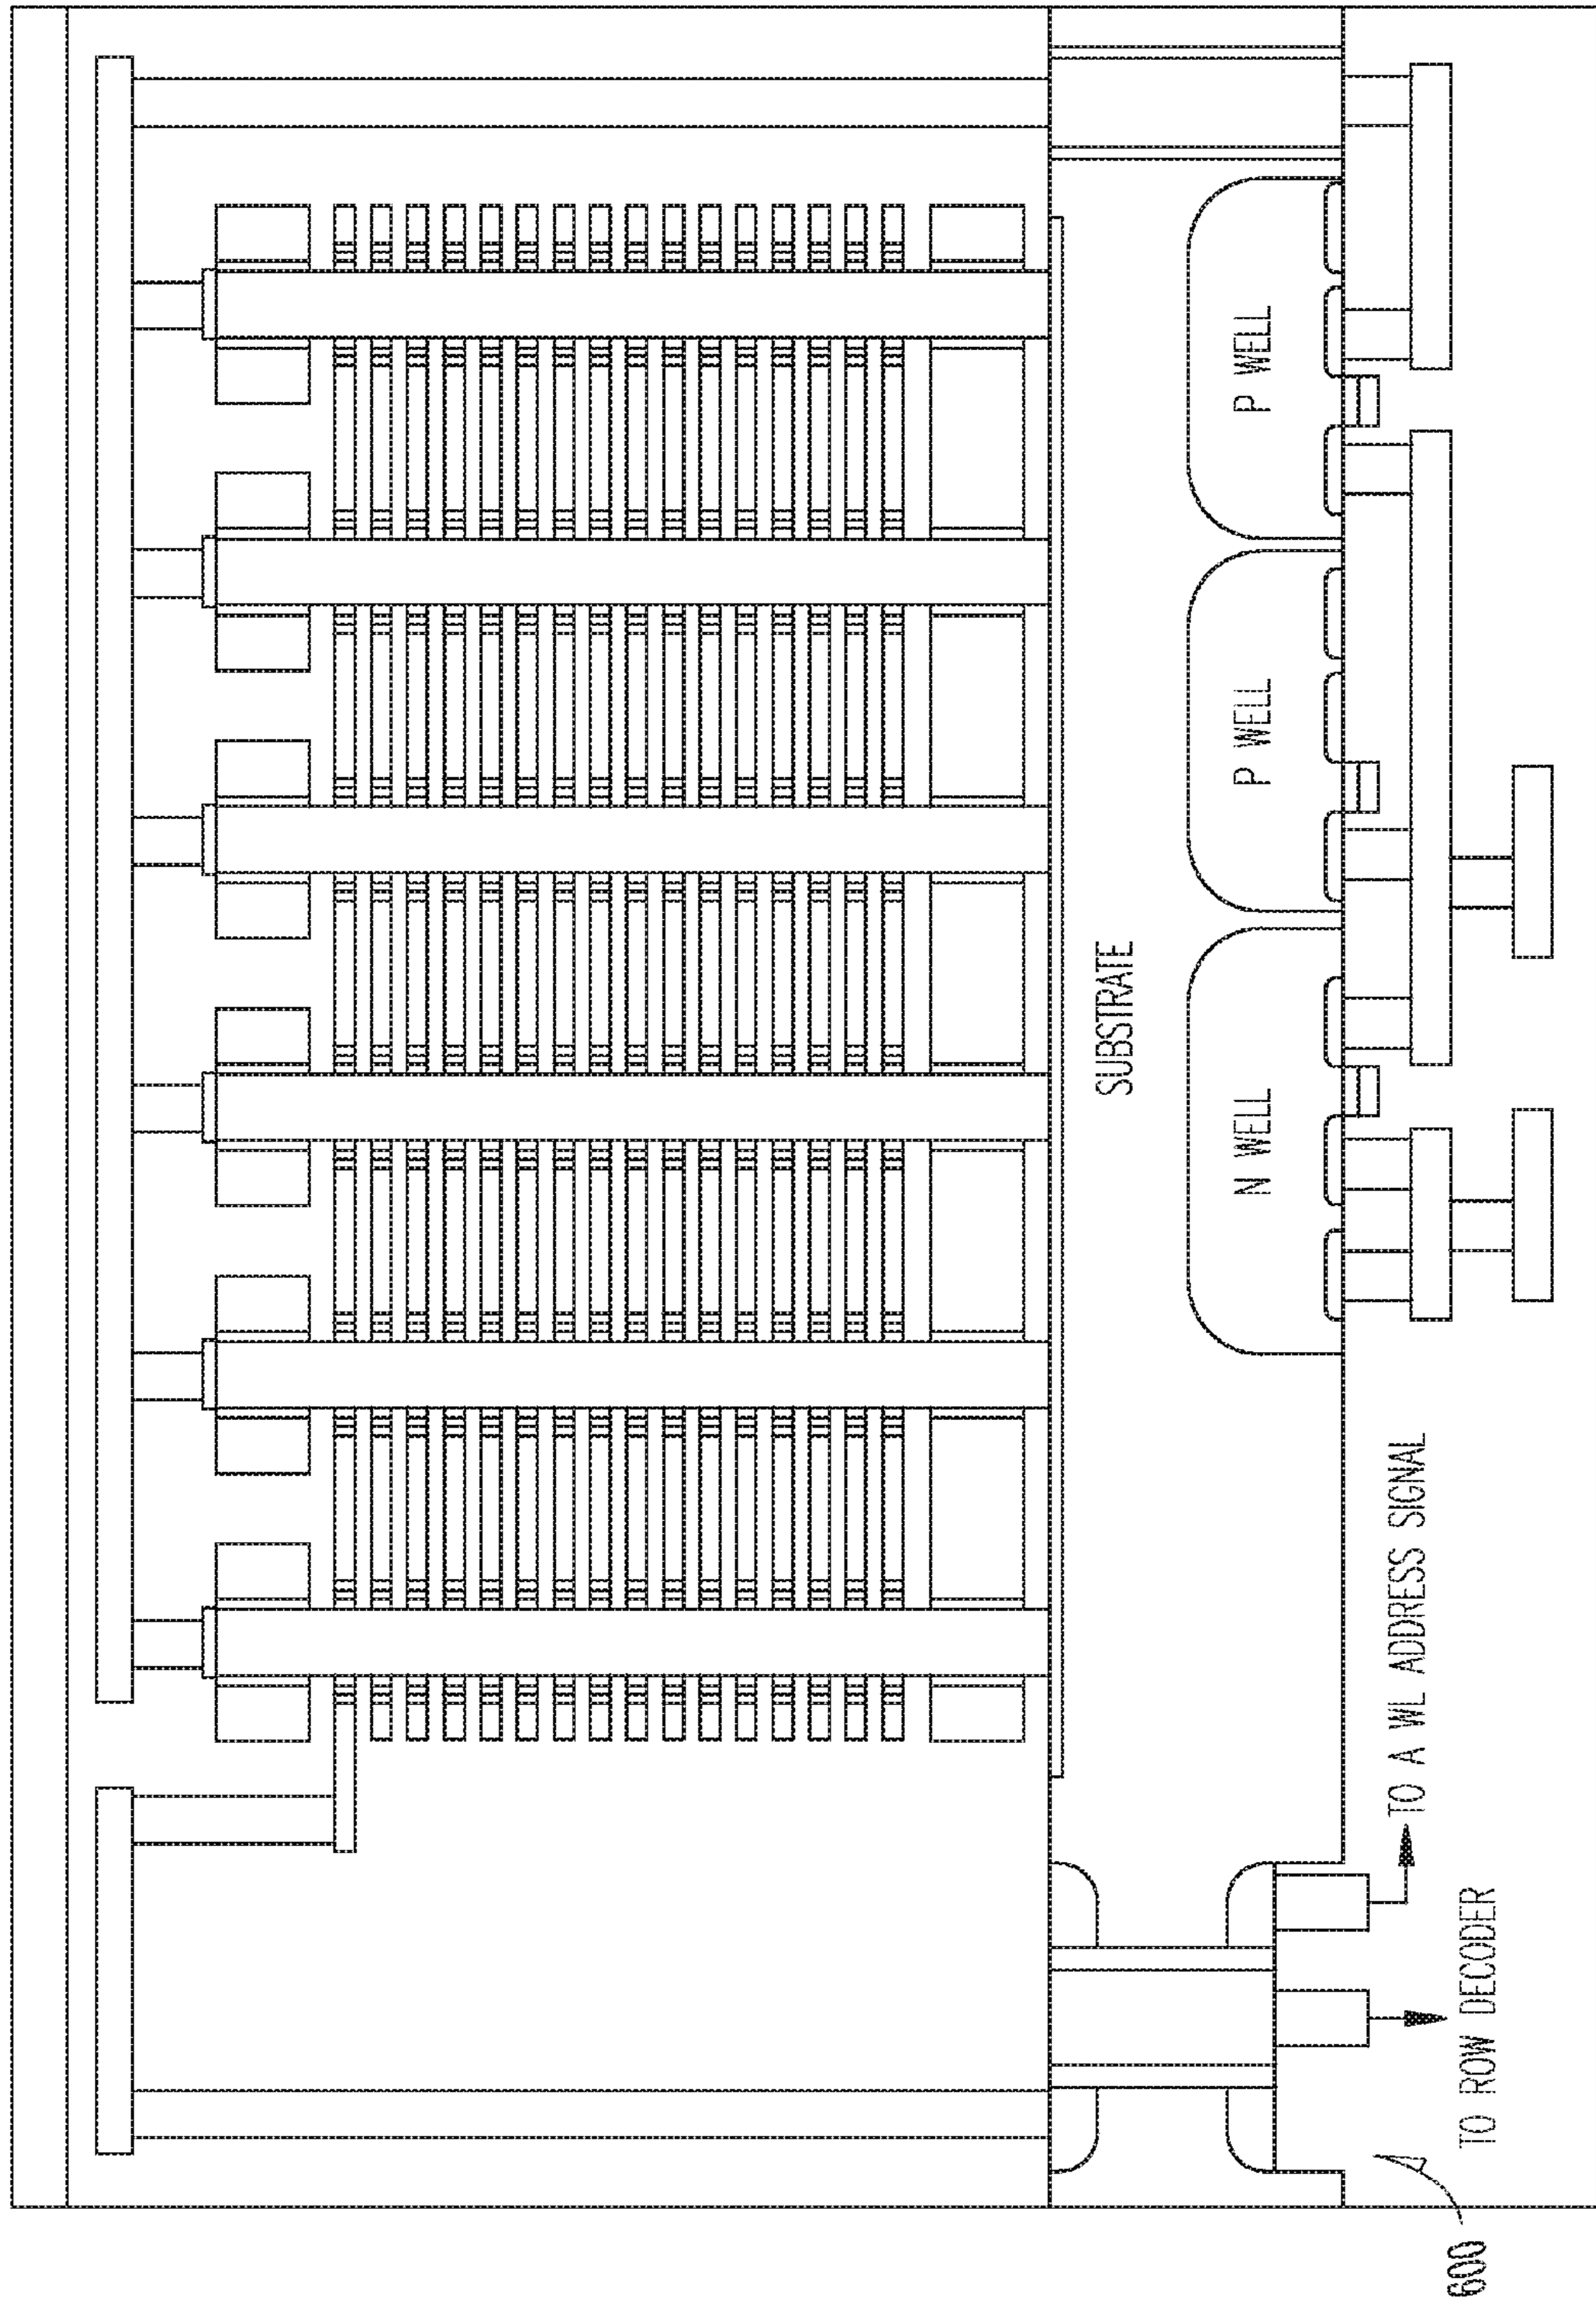 SUBSTRATE
N WELL
P WELL
P WELL
TO A WL ADDRESS SIGNAL
TO ROW DECODER
600